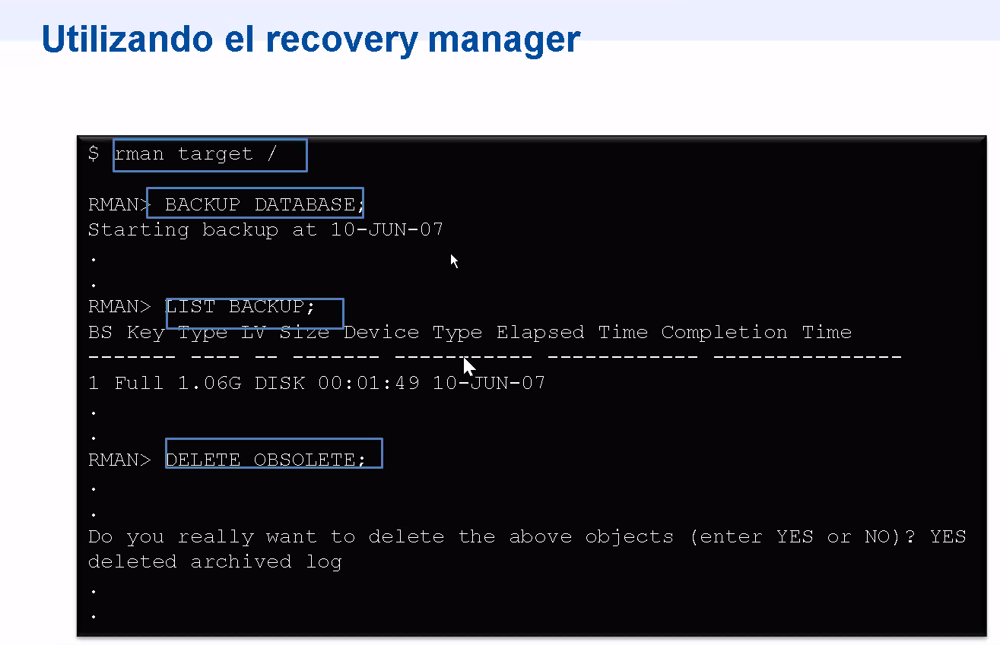 Utilizando el recovery manager
$ rman target /
RMAN> BACKUP DATABASE;
Starting backup at 10-JUN-07
.
.
RMAN> LIST BACKUP;
BS Key Type LV Size Device Type Elapsed Time Completion Time
------- ---- -- ------- ----------- ------------ ---------------
1 Full 1.06G DISK 00:01:49 10-JUN-07
.
.
RMAN> DELETE OBSOLETE;
.
.
Do you really want to delete the above objects (enter YES or NO)? YES
deleted archived log
.
.